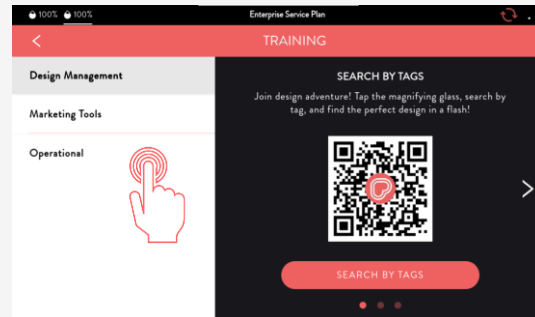 100% 100% Enterprise Service Plan
TRAINING
Design Management
Marketing Tools
Operational
SEARCH BY TAGS
Join design adventure! Tap the magnifying glass, search by
tag, and find the perfect design in a flash!
SEARCH BY TAGS